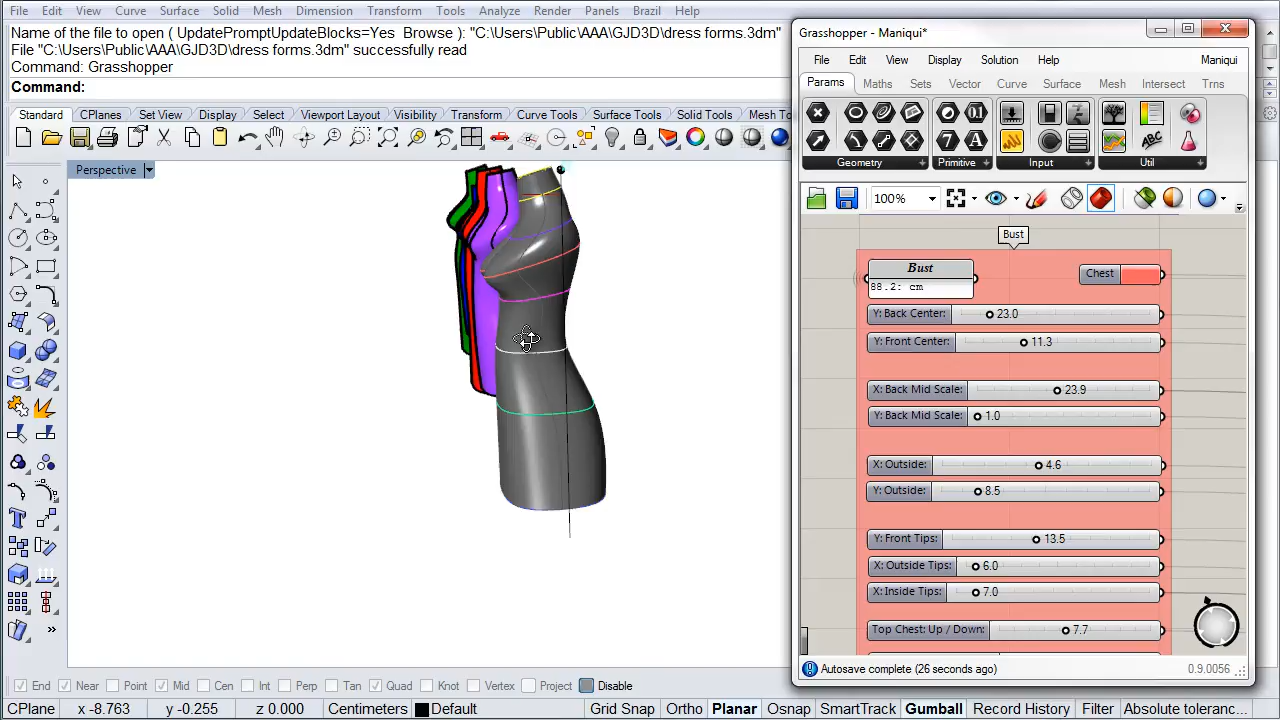 File Edit View Curve Surface Solid Mesh Dimension Transform Tools Analyze Render Panels Brazil Help
Name of the file to open ( UpdatePromptUpdateBlocks=Yes Browse ): "C:\Users\Public\AAA\GJD3D\dress forms.3dm"
File "C:\Users\Public\AAA\GJD3D\dress forms.3dm" successfully read
Command: Grasshopper
Command:
Standard CPlanes Set View Display Select Viewport Layout Visibility Transform Curve Tools Surface Tools Solid Tools Mesh To
Perspective
Grasshopper - Maniqui*
File Edit View Display Solution Help Maniqui
Params Maths Sets Vector Curve Surface Mesh Intersect Trns
Geometry Primitive Input Util
100%
Bust
Bust
88.2: cm
Chest
Y: Back Center: 23.0
Y: Front Center: 11.3
X: Back Mid Scale: 23.9
Y: Back Mid Scale: 1.0
X: Outside: 4.6
Y: Outside: 8.5
Y: Front Tips: 13.5
X: Outside Tips: 6.0
X: Inside Tips: 7.0
Top Chest: Up / Down: 7.7
Autosave complete (26 seconds ago) 0.9.0056
End Near Point Mid Cen Int Perp Tan Quad Knot Vertex Project Disable
CPlane x -8.763 y -0.255 z 0.000 Centimeters Default Grid Snap Ortho Planar Osnap SmartTrack Gumball Record History Filter Absolute toleranc...